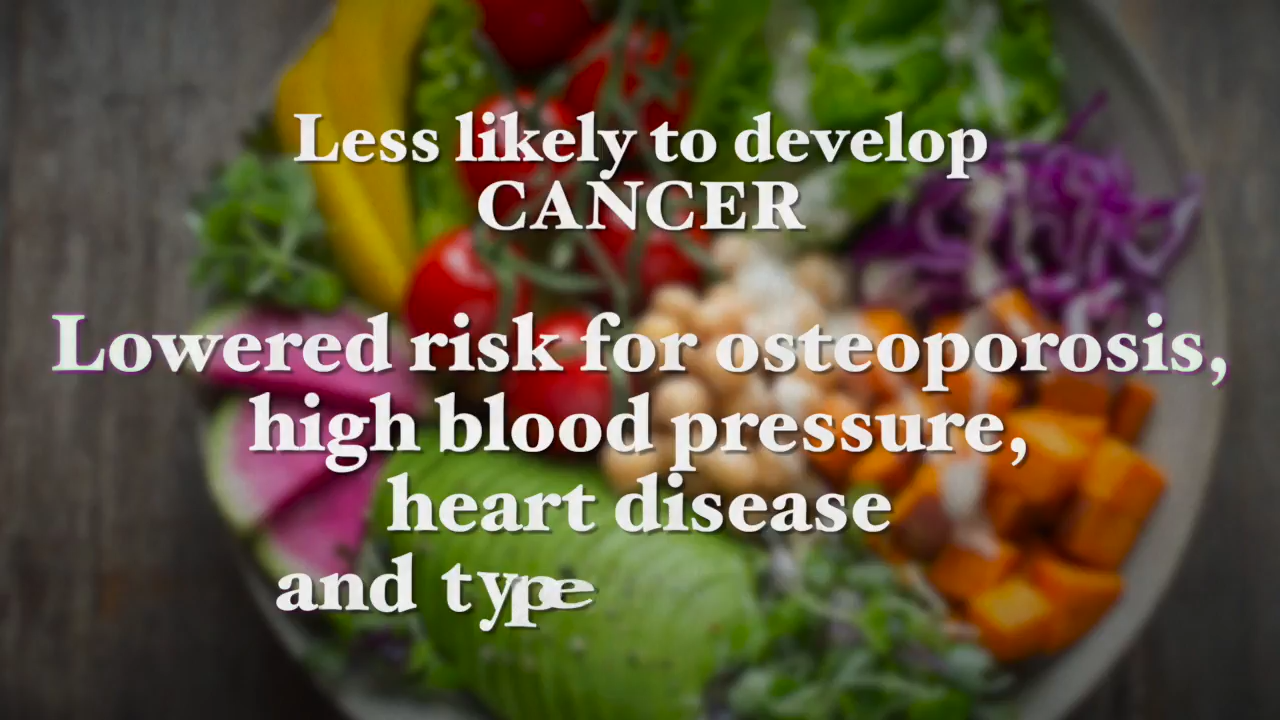 Less likely to develop
CANCER
Lowered risk for osteoporosis,
high blood pressure,
heart disease
and type